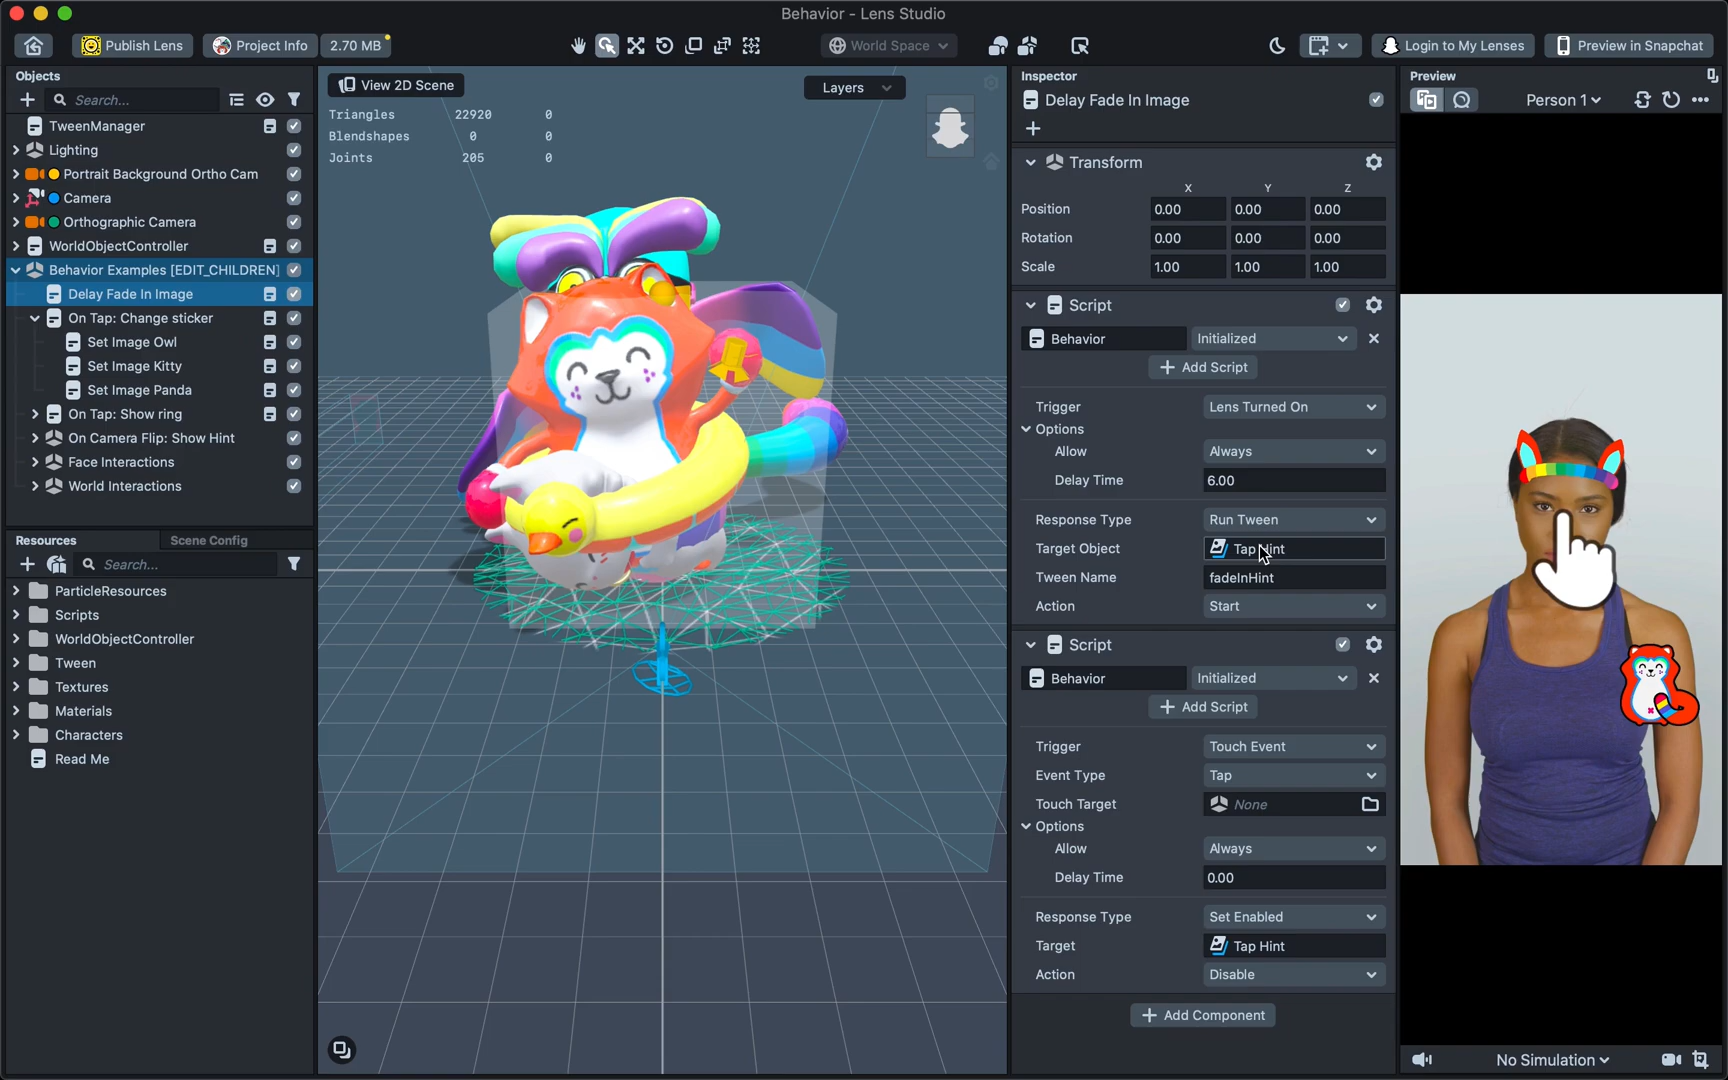 Behavior - Lens Studio
Publish Lens
Project Info
2.70 MB
World Space
Login to My Lenses
Preview in Snapchat
Objects
Search...
TweenManager
Lighting
Portrait Background Ortho Cam
Camera
Orthographic Camera
WorldObjectController
Behavior Examples [EDIT_CHILDREN]
Delay Fade In Image
On Tap: Change sticker
Set Image Owl
Set Image Kitty
Set Image Panda
On Tap: Show ring
On Camera Flip: Show Hint
Face Interactions
World Interactions
Resources
Scene Config
Search...
ParticleResources
Scripts
WorldObjectController
Tween
Textures
Materials
Characters
Read Me
View 2D Scene
Layers
Triangles 22920 0
Blendshapes 0 0
Joints 205 0
Inspector
Delay Fade In Image
Transform
X Y Z
Position 0.00 0.00 0.00
Rotation 0.00 0.00 0.00
Scale 1.00 1.00 1.00
Script
Behavior Initialized
Add Script
Trigger Lens Turned On
Options
Allow Always
Delay Time 6.00
Response Type Run Tween
Target Object Tap Hint
Tween Name fadeInHint
Action Start
Script
Behavior Initialized
Add Script
Trigger Touch Event
Event Type Tap
Touch Target None
Options
Allow Always
Delay Time 0.00
Response Type Set Enabled
Target Tap Hint
Action Disable
Add Component
Preview
Person 1
No Simulation